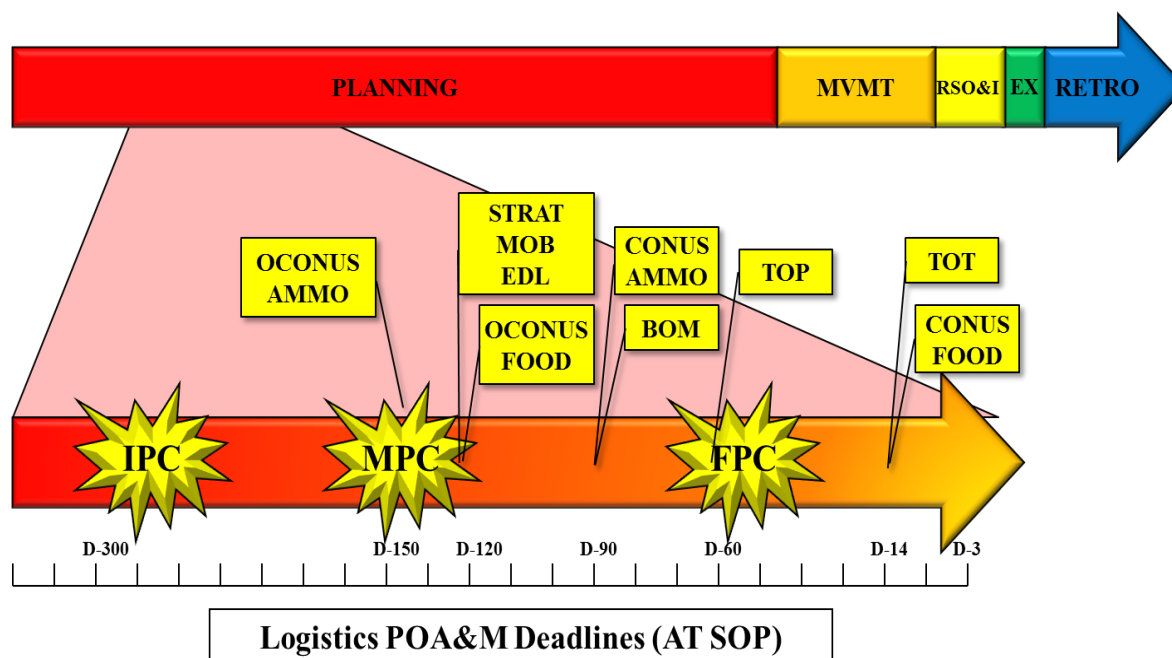 PLANNING
MVMT
RSO&I
EX
RETRO
OCONUS
AMMO
STRAT
MOB
EDL
OCONUS
FOOD
CONUS
AMMO
BOM
TOP
TOT
CONUS
FOOD
IPC
MPC
FPC
D-300
D-150
D-120
D-90
D-60
D-14
D-3
Logistics POA&M Deadlines (AT SOP)